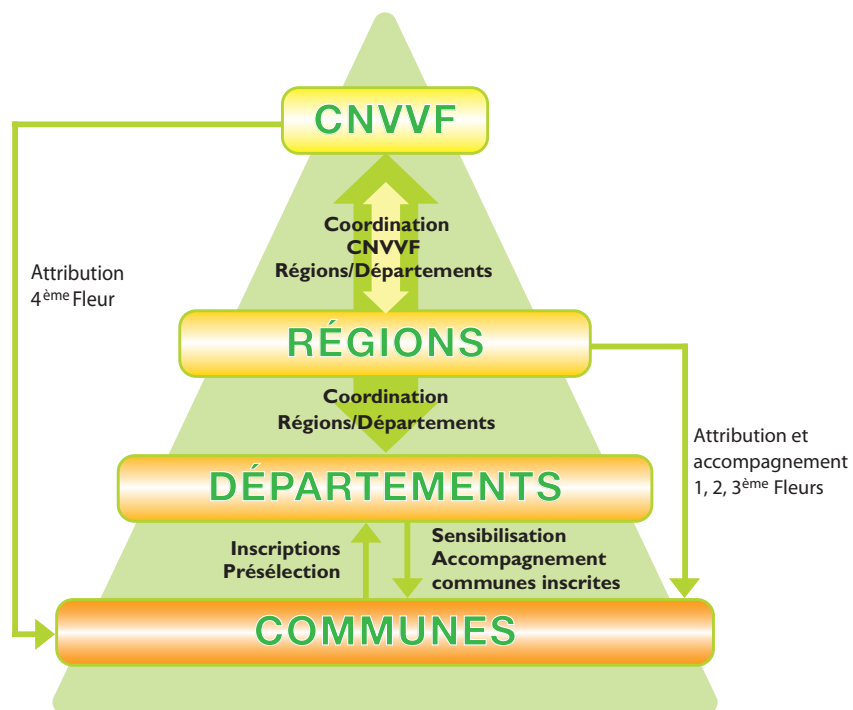 CNVVF
Coordination
CNVVF
Régions/Départements
Attribution
4ème Fleur
RÉGIONS
Coordination
Régions/Départements
Attribution et
accompagnement
1, 2, 3ème Fleurs
DÉPARTEMENTS
Inscriptions
Présélection
Sensibilisation
Accompagnement
communes inscrites
COMMUNES